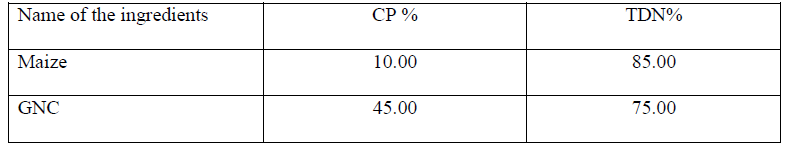 Name of the ingredients CP % TDN%
Maize 10.00 85.00
GNC 45.00 75.00